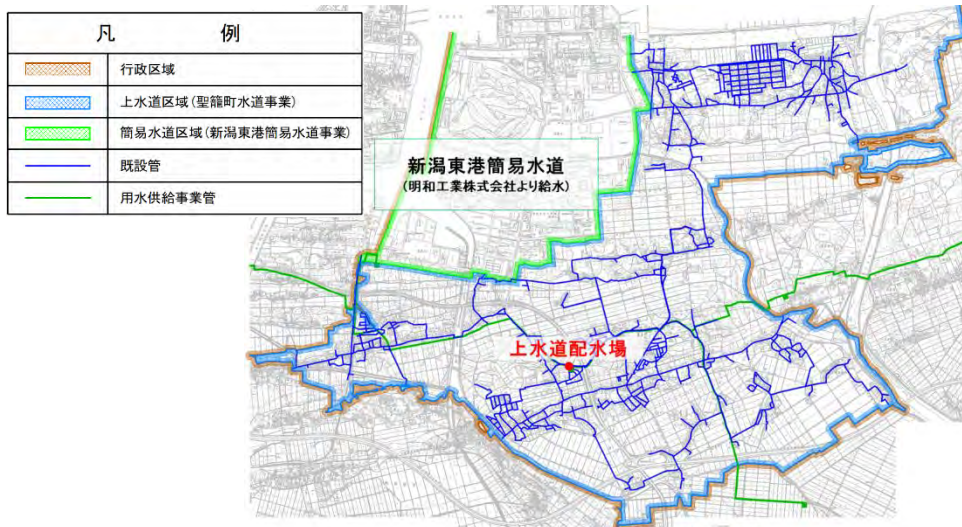 凡 例
行政区域
上水道区域(聖籠町水道事業)
簡易水道区域(新潟東港簡易水道事業)
既設管
用水供給事業管
新潟東港簡易水道
(明和工業株式会社より給水)
上水道配水場